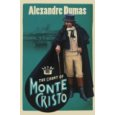 Alexandre Dumas
THE COUNT OF
MONTE
CRISTO